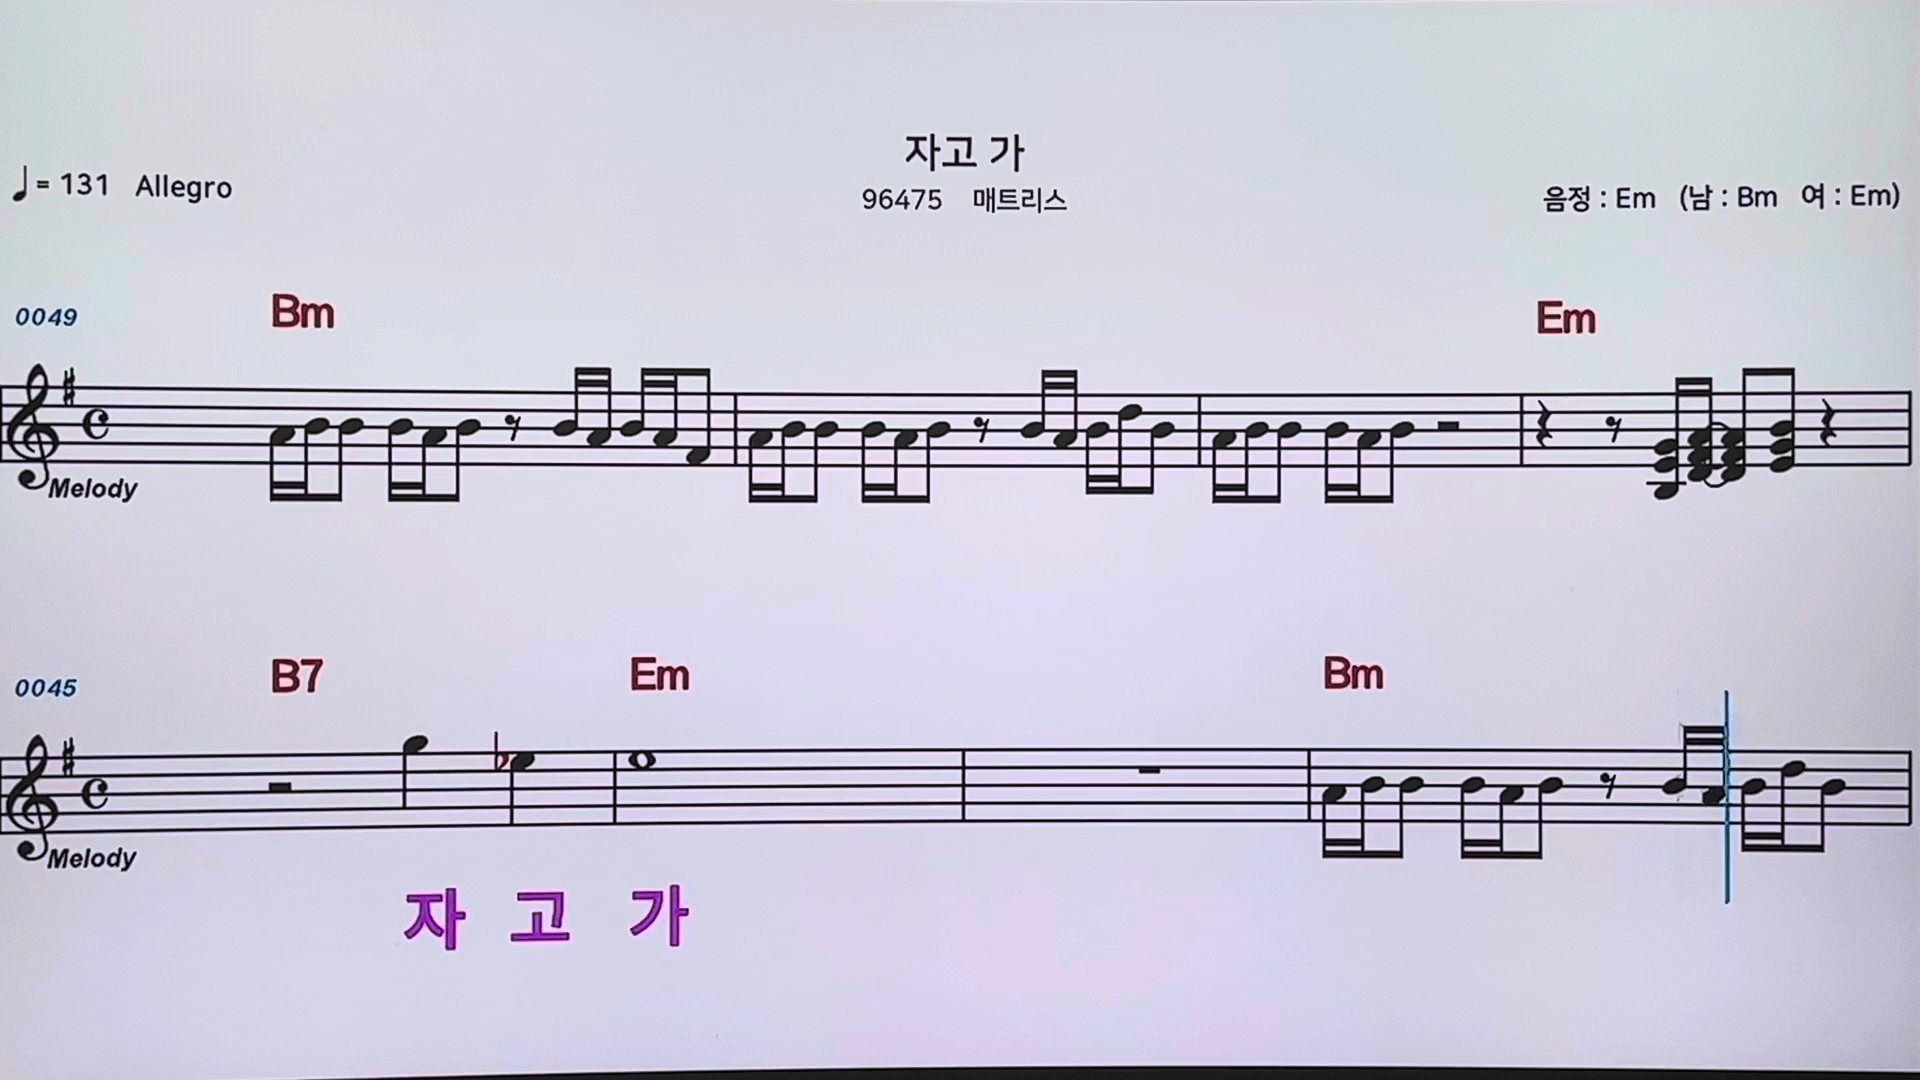 자고 가
♩= 131 Allegro
96475 매트리스
음정 : Em (남 : Bm 여 : Em)
0049
Bm
Em
Melody
0045
B7
Em
Bm
Melody
자 고 가